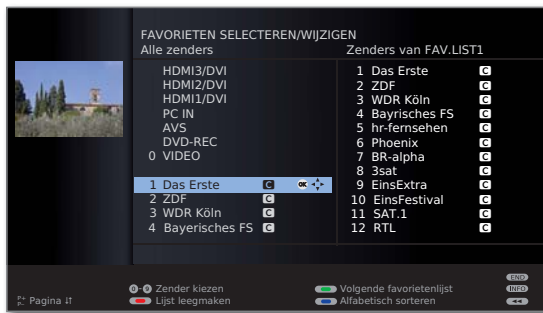 FAVORIETEN SELECTEREN/WIJZIGEN
Alle zenders
HDMI3/DVI
HDMI2/DVI
HDMI1/DVI
PC IN
AVS
DVD-REC
0 VIDEO
1 Das Erste C OK
2 ZDF C
3 WDR Köln C
4 Bayerisches FS C
Zenders van FAV.LIST1
1 Das Erste C
2 ZDF C
3 WDR Köln C
4 Bayrisches FS C
5 hr-fernsehen C
6 Phoenix C
7 BR-alpha C
8 3sat C
9 EinsExtra C
10 EinsFestival C
11 SAT.1 C
12 RTL C
P+
P- Pagina
0-9 Zender kiezen
Lijst leegmaken
Volgende favorietenlijst
Alfabetisch sorteren
END
INFO